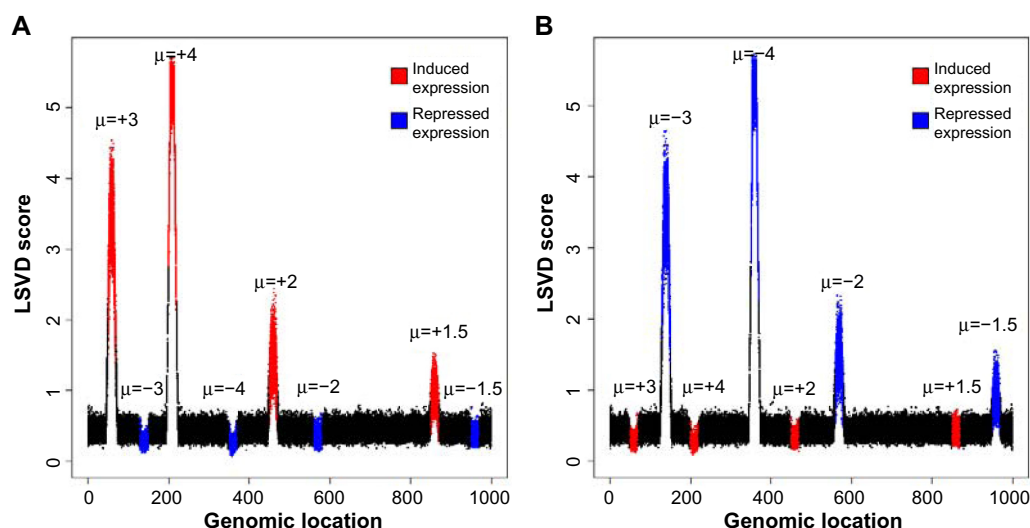 A
μ=+4
Induced
expression
Repressed
expression
μ=+3
μ=+2
μ=+1.5
μ=−3
μ=−4
μ=−2
μ=−1.5
LSVD score
0
1
2
3
4
5
0
200
400
600
800
1000
Genomic location
B
μ=−4
Induced
expression
Repressed
expression
μ=−3
μ=−2
μ=−1.5
μ=+3
μ=+4
μ=+2
μ=+1.5
LSVD score
0
1
2
3
4
5
0
200
400
600
800
1000
Genomic location